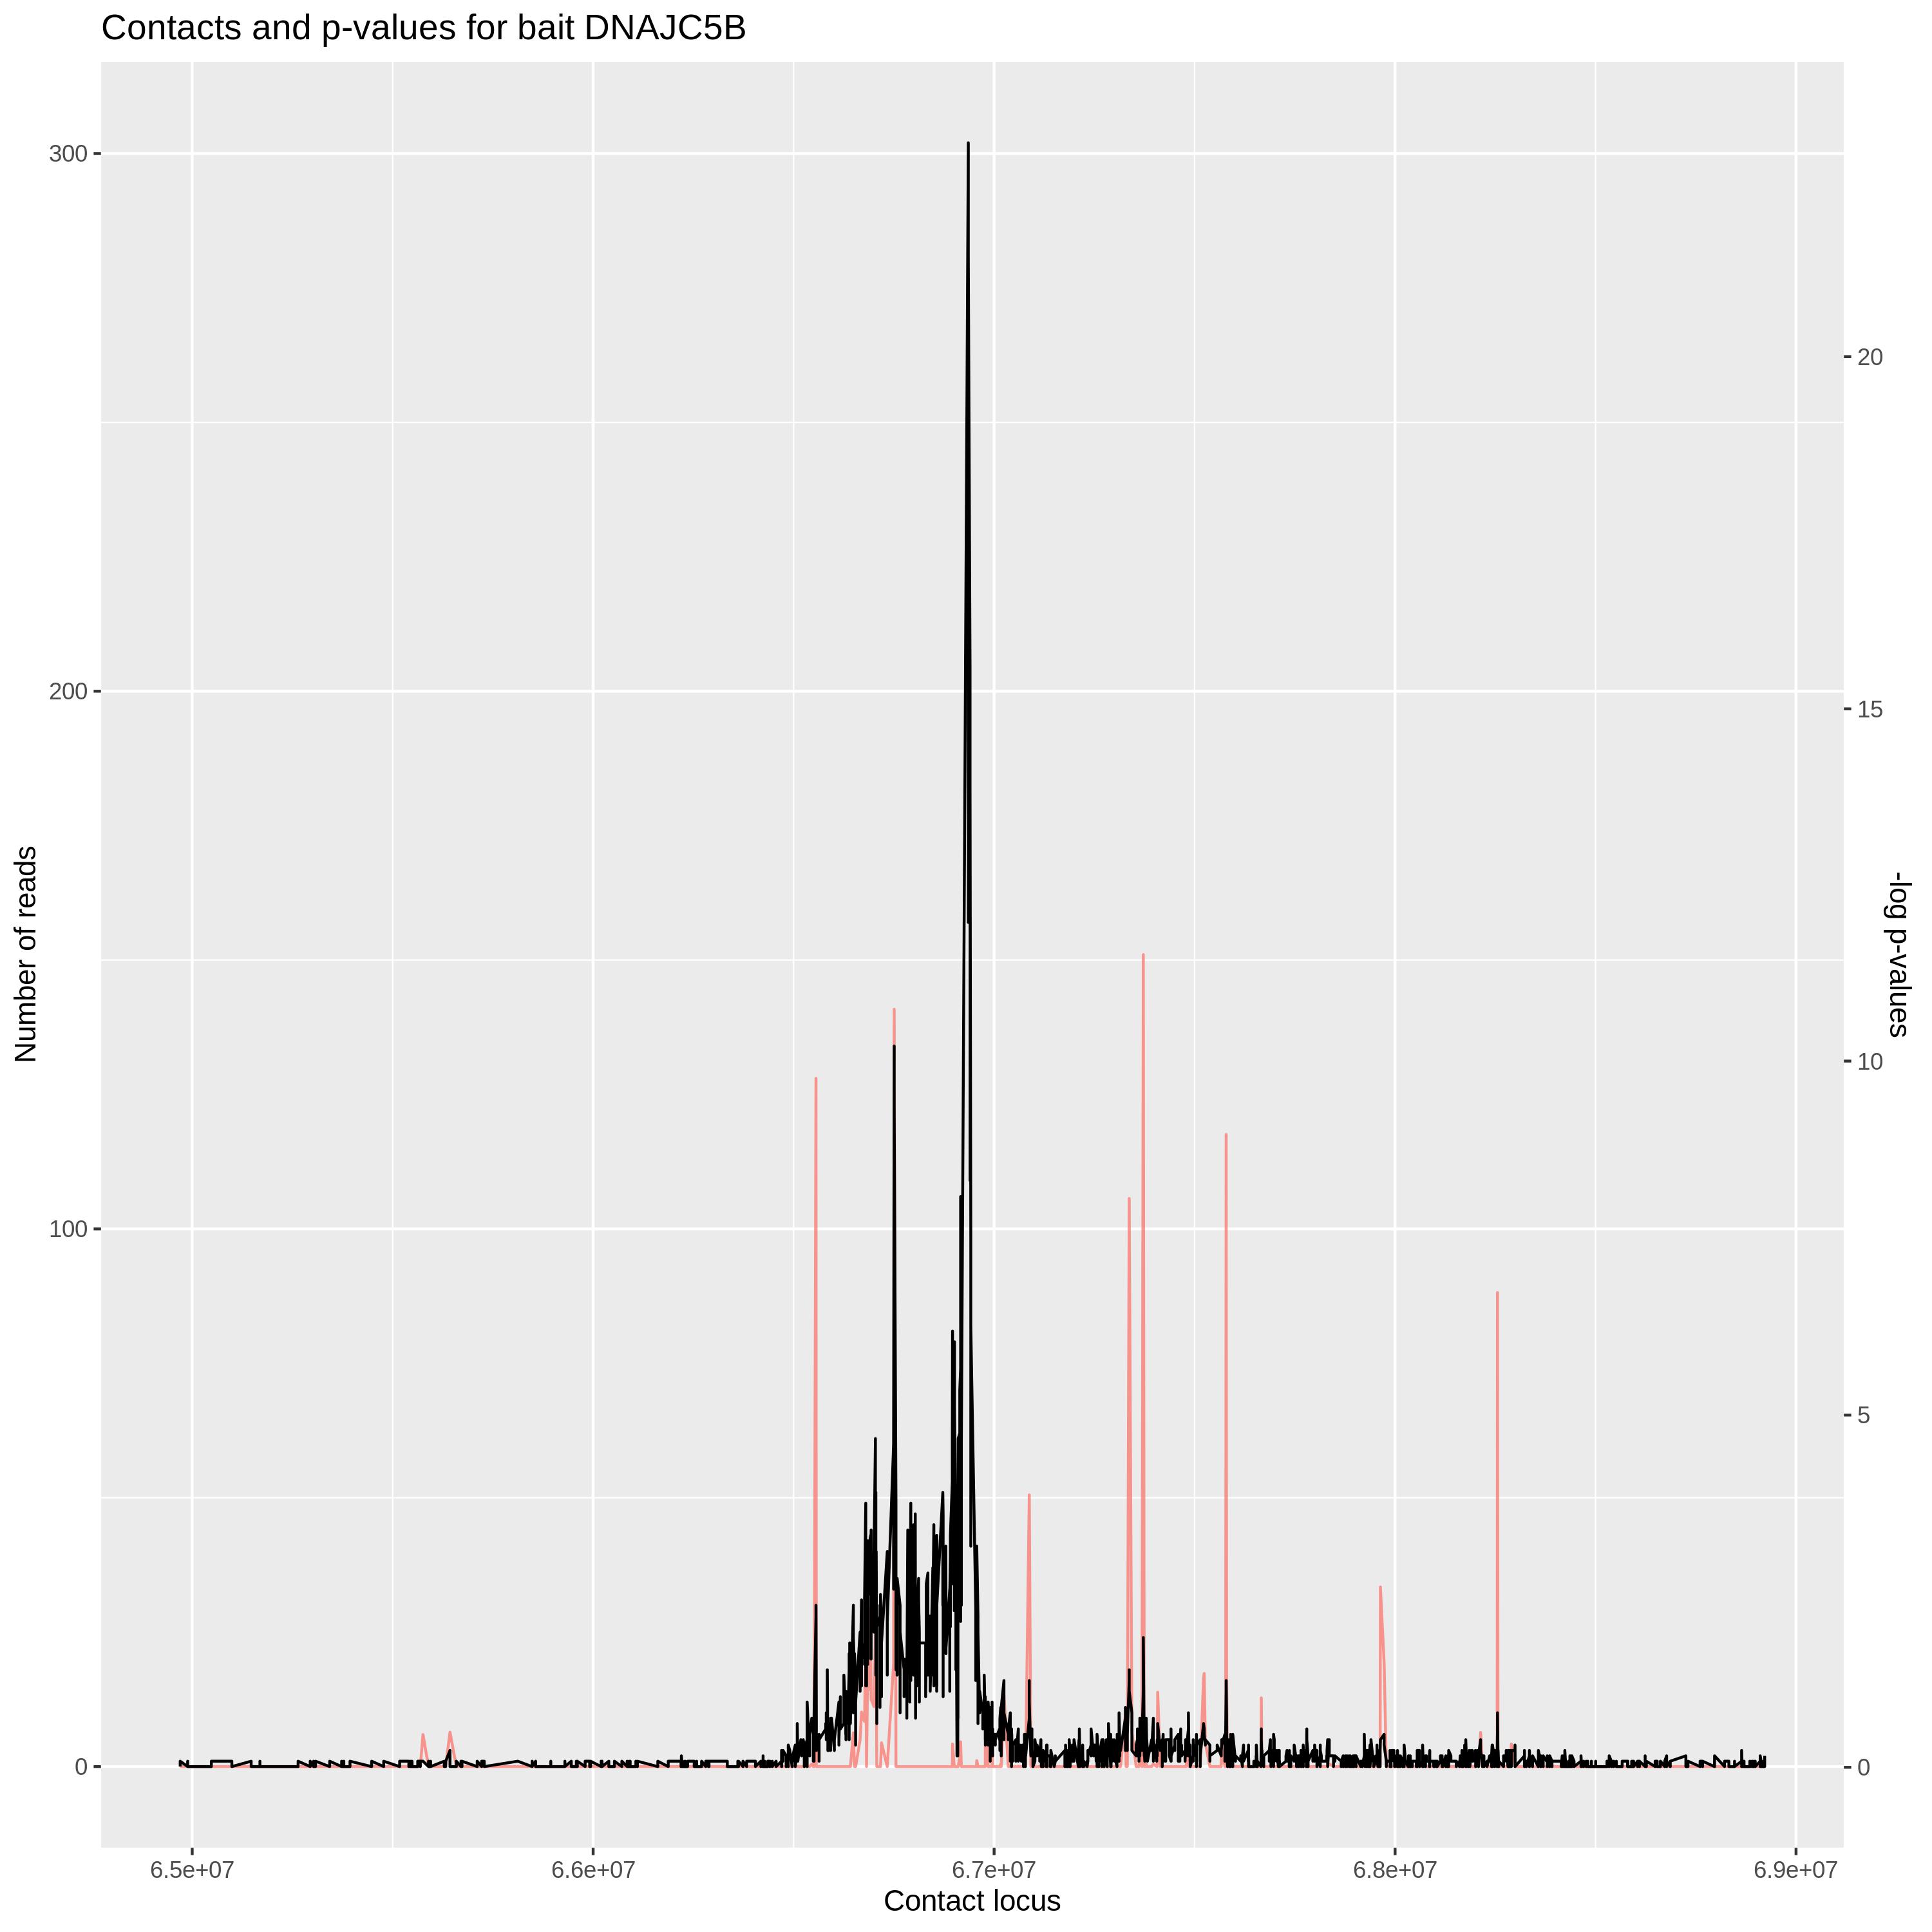 Contacts and p-values for bait DNAJC5B
300
200
100
0
Number of reads
20
15
10
5
0
-log p-values
6.5e+07
6.6e+07
6.7e+07
6.8e+07
6.9e+07
Contact locus